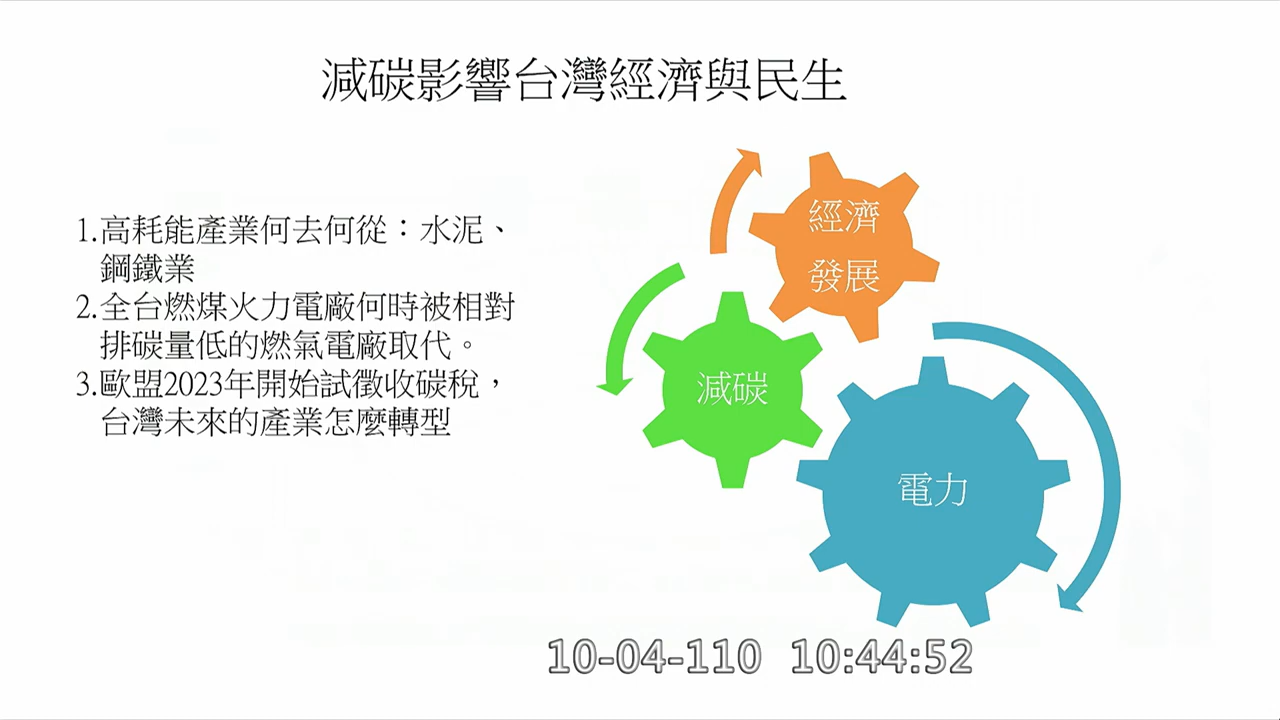 減碳影響台灣經濟與民生
1.高耗能產業何去何從：水泥、
鋼鐵業
2.全台燃煤火力電廠何時被相對
排碳量低的燃氣電廠取代。
3.歐盟2023年開始試徵收碳稅，
台灣未來的產業怎麼轉型
經濟
發展
減碳
電力
10-04-110 10:44:52